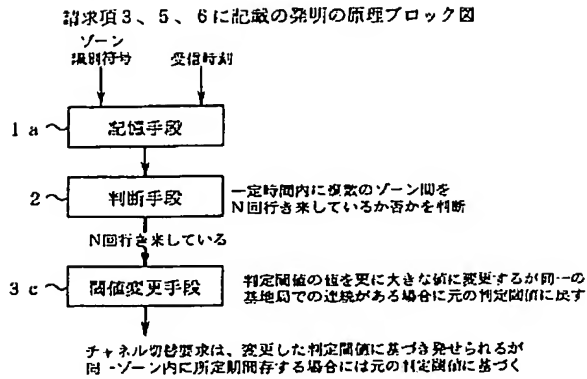 請求項3、5、6に記載の発明の原理ブロック図
ゾーン
識別符号
受信時刻
1a
記憶手段
2
判断手段
一定時間内に複数のゾーン間を
N回行き来しているか否かを判断
N回行き来している
3c
閾値変更手段
判定閾値の値を更に大きな値に変更するが同一の
基地局での連続がある場合に元の判定閾値に戻す
チャネル切替要求は、変更した判定閾値に基づき発せられるが
同一ゾーン内に所定期間存する場合には元の判定閾値に基づく